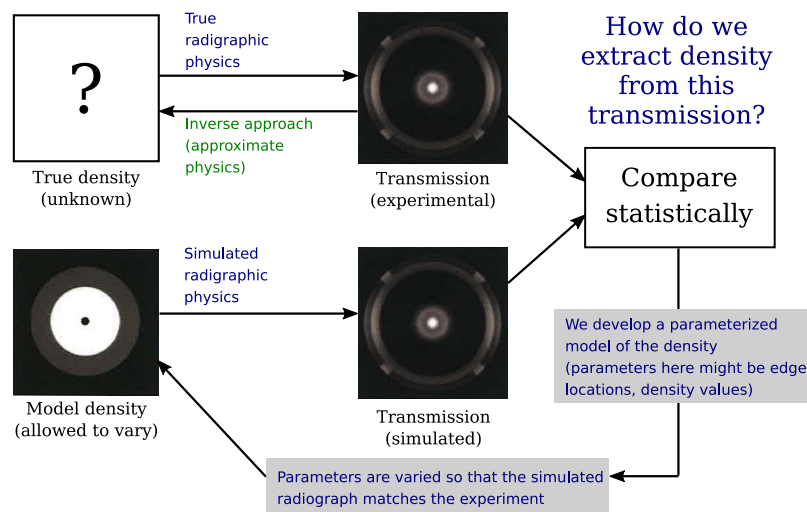 True
radigraphic
physics
How do we
extract density
from this
transmission?
?
Inverse approach
(approximate
physics)
True density
(unknown)
Transmission
(experimental)
Compare
statistically
Simulated
radigraphic
physics
Model density
(allowed to vary)
Transmission
(simulated)
We develop a parameterized
model of the density
(parameters here might be edge
locations, density values)
Parameters are varied so that the simulated
radiograph matches the experiment